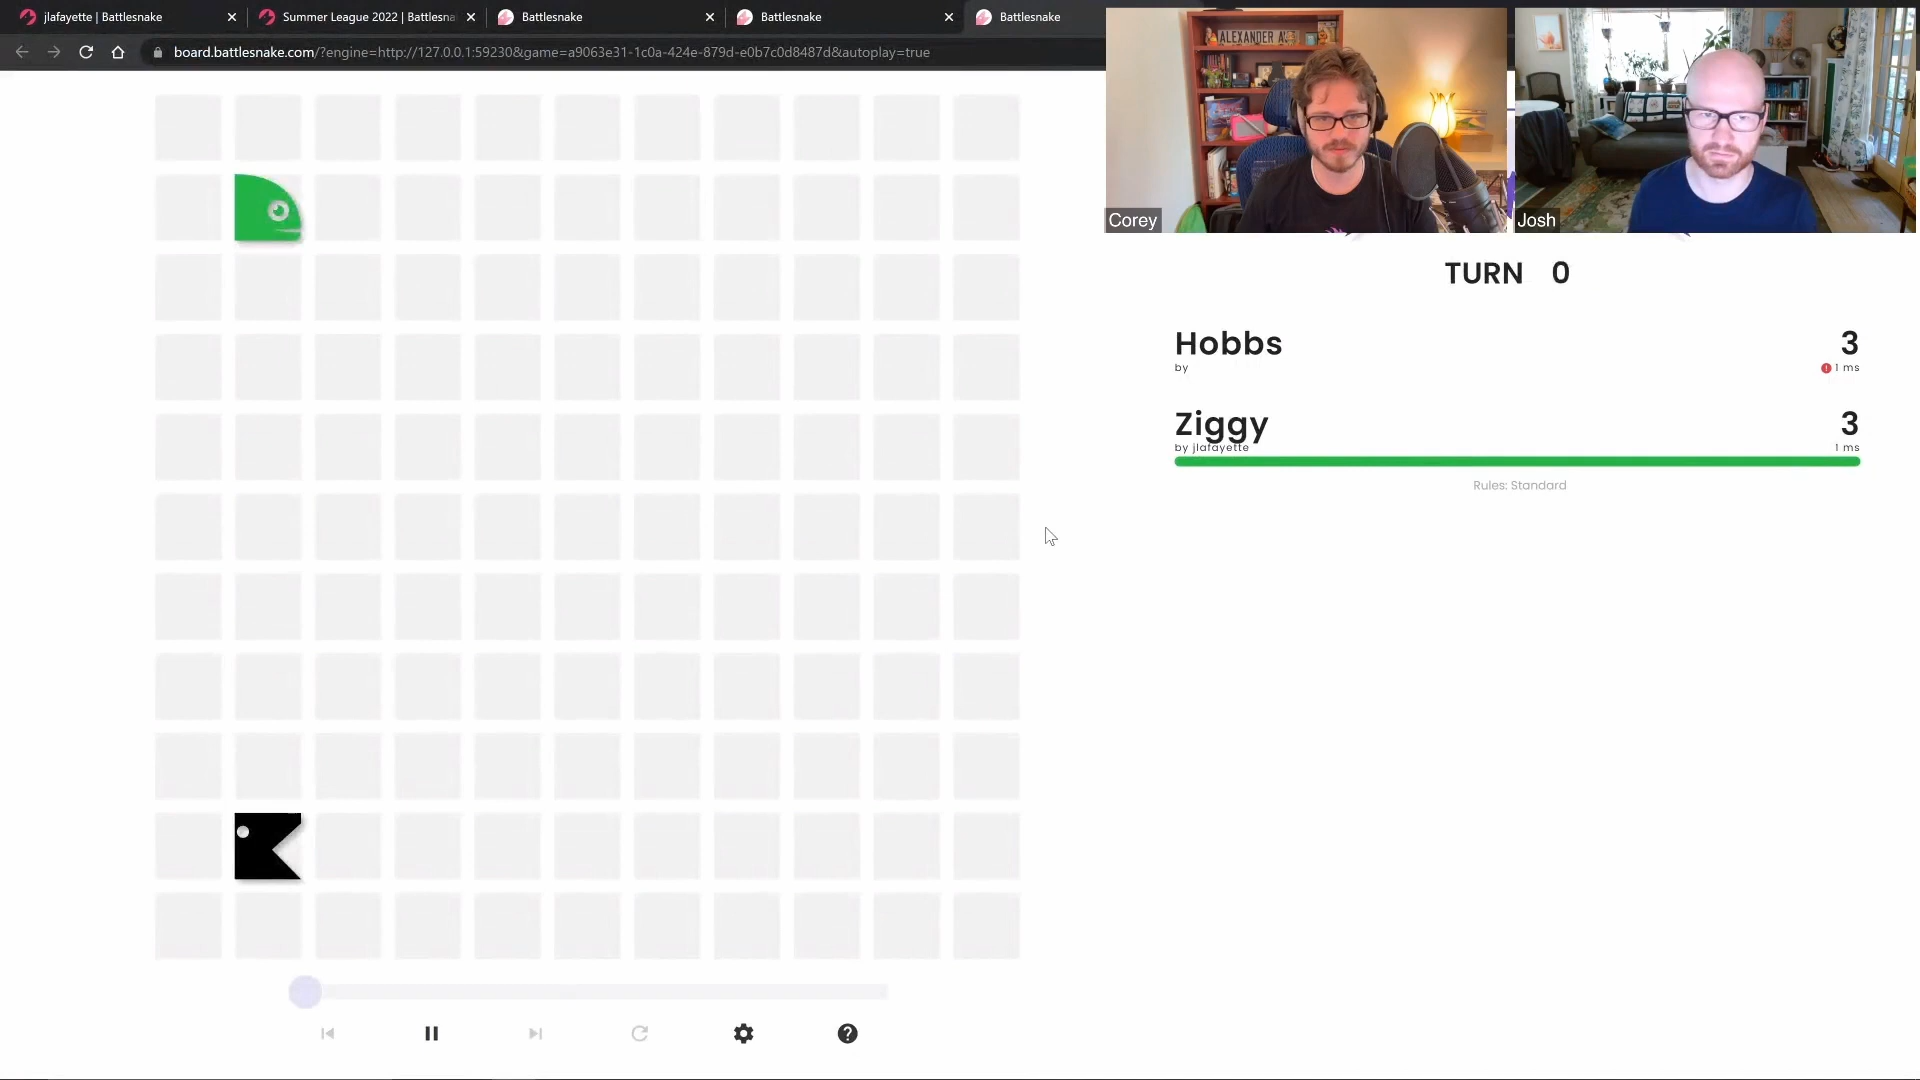 jlafayette | Battlesnake
Summer League 2022 | Battlesna
Battlesnake
Battlesnake
Battlesnake
board.battlesnake.com/?engine=http://127.0.0.1:59230&game=a9063e31-1c0a-424e-879d-e0b7c0d8487d&autoplay=true
ALEXANDER A
Corey
Josh
TURN 0
Hobbs
3
by
1 ms
Ziggy
3
by jlafayette
1 ms
Rules: Standard